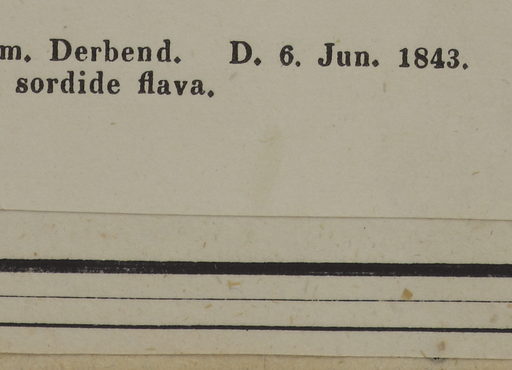 m. Derbend. D. 6. Jun. 1843.
sordide flava.